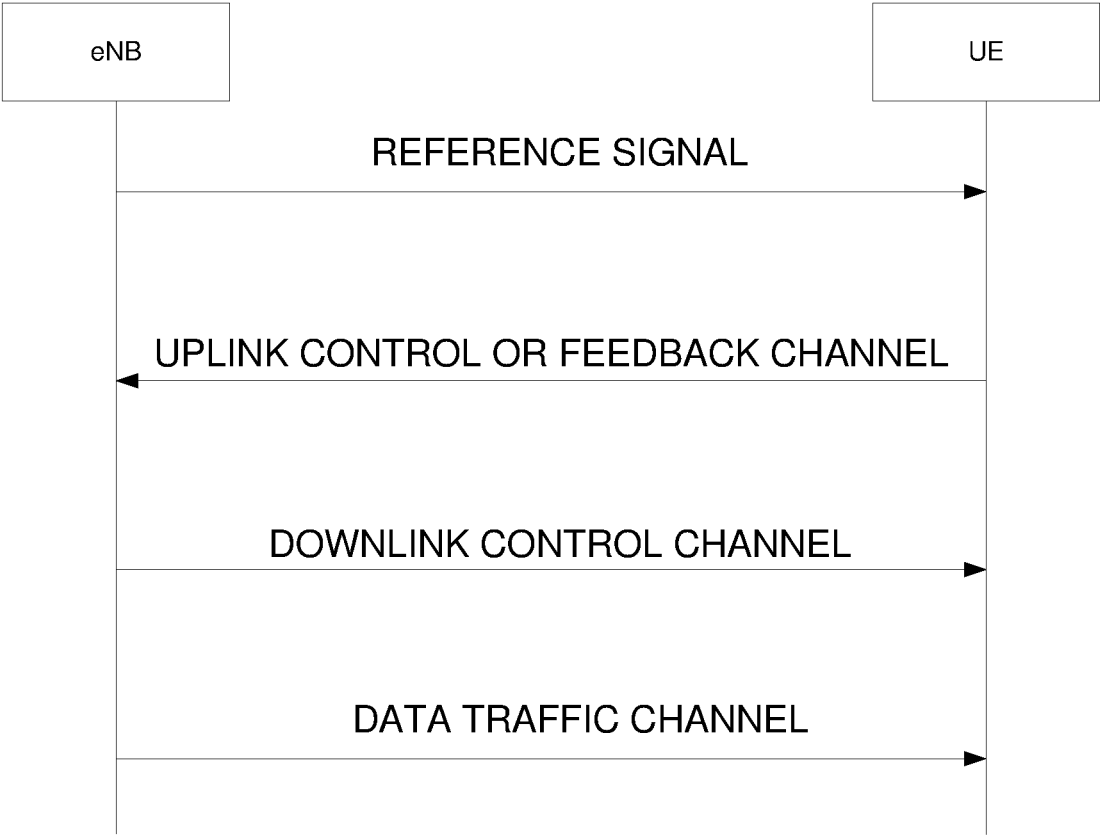 eNB
UE
REFERENCE SIGNAL
UPLINK CONTROL OR FEEDBACK CHANNEL
DOWNLINK CONTROL CHANNEL
DATA TRAFFIC CHANNEL